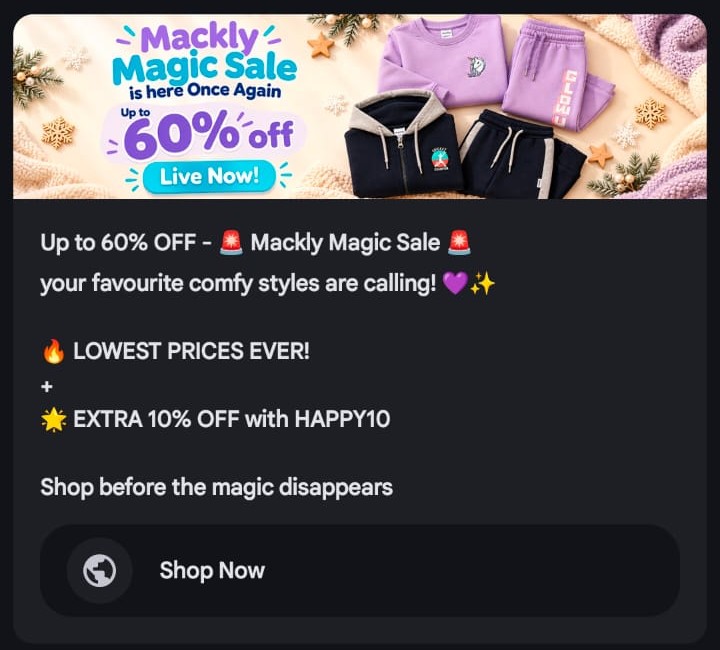 Mackly
Magic Sale
is here Once Again
Up to
60% off
Live Now!
Up to 60% OFF - 🚨 Mackly Magic Sale 🚨
your favourite comfy styles are calling! 💜✨
🔥 LOWEST PRICES EVER!
+
🌟 EXTRA 10% OFF with HAPPY10
Shop before the magic disappears
Shop Now